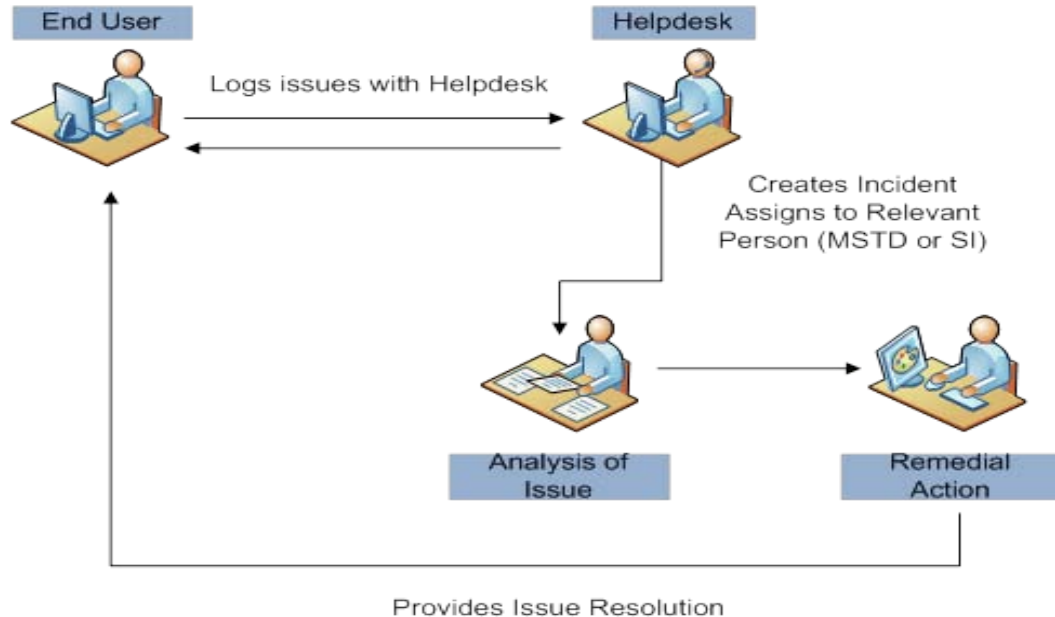 End User
Helpdesk
Logs issues with Helpdesk
Creates Incident
Assigns to Relevant
Person (MSTD or SI)
Analysis of
Issue
Remedial
Action
Provides Issue Resolution